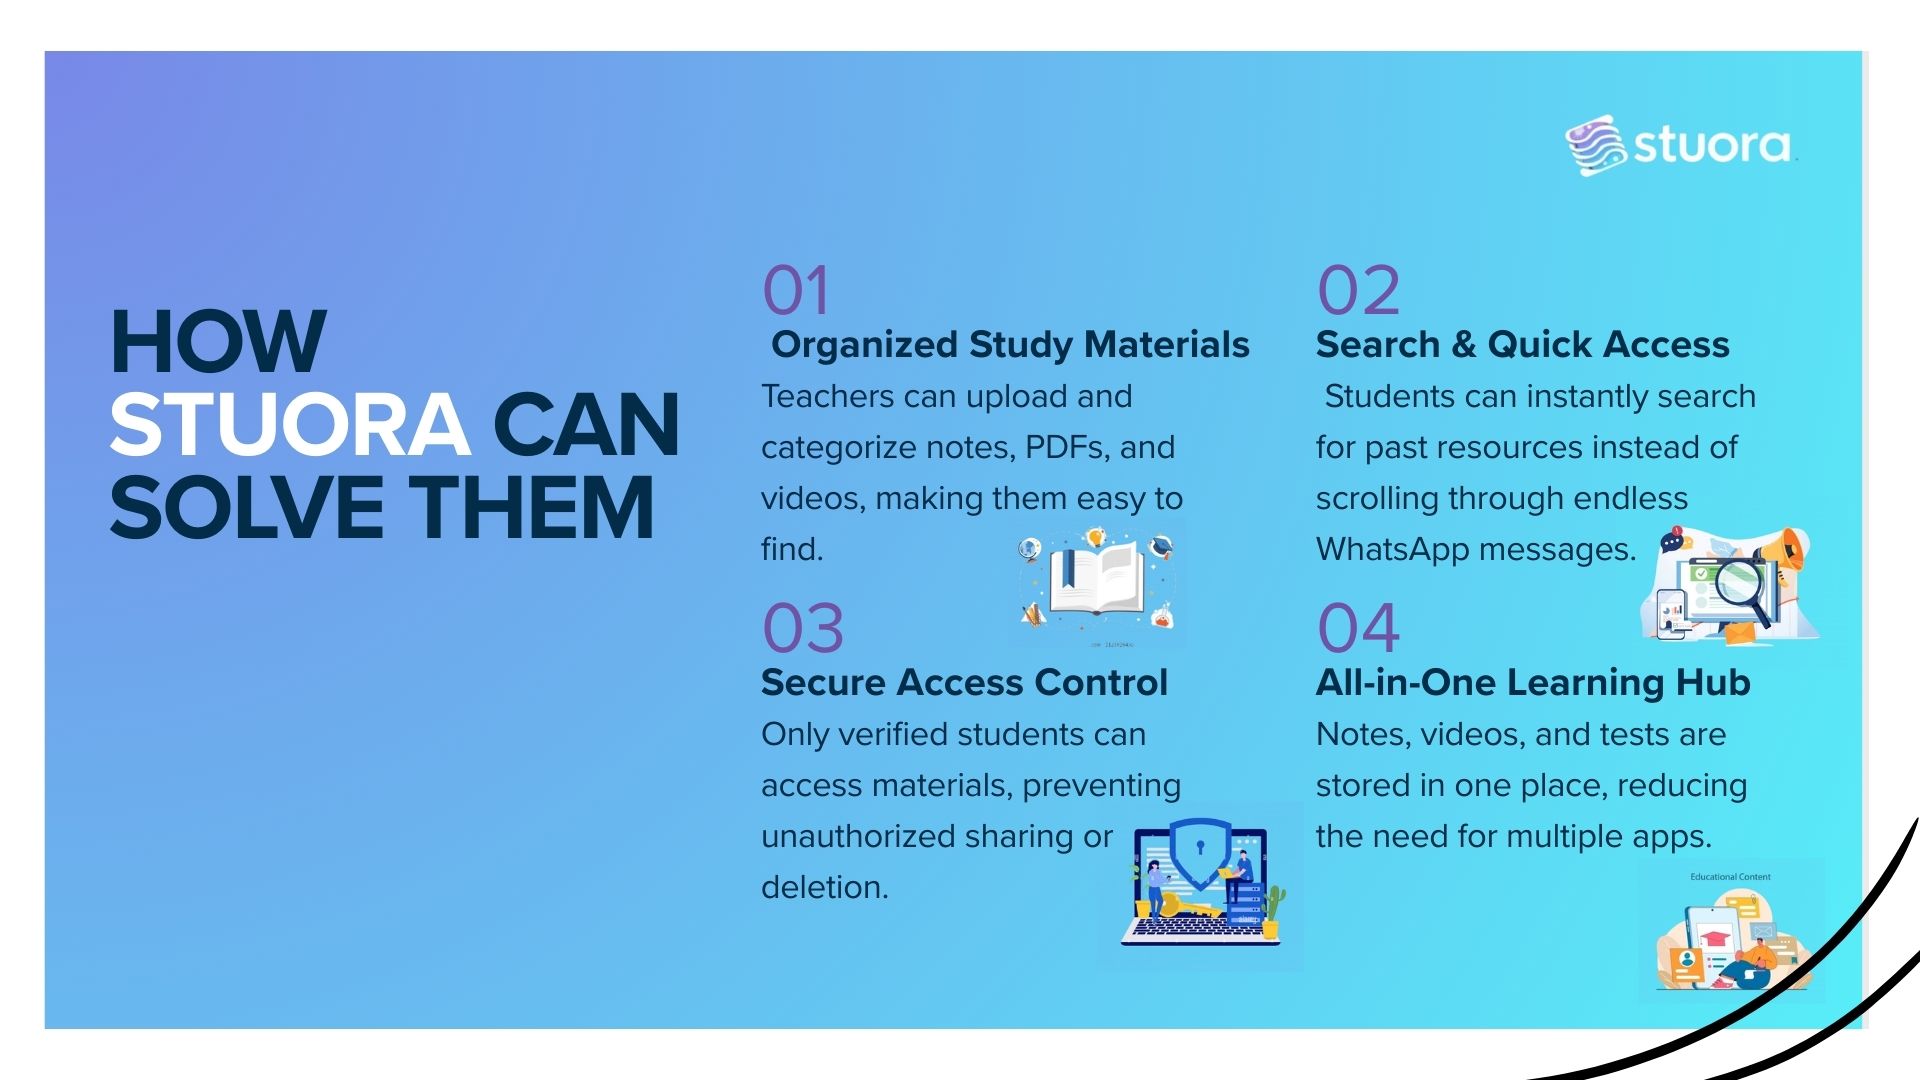 stuora
HOW
STUORA CAN
SOLVE THEM
01
Organized Study Materials
Teachers can upload and
categorize notes, PDFs, and
videos, making them easy to
find.
02
Search & Quick Access
Students can instantly search
for past resources instead of
scrolling through endless
WhatsApp messages.
03
Secure Access Control
Only verified students can
access materials, preventing
unauthorized sharing or
deletion.
04
All-in-One Learning Hub
Notes, videos, and tests are
stored in one place, reducing
the need for multiple apps.
Educational Content